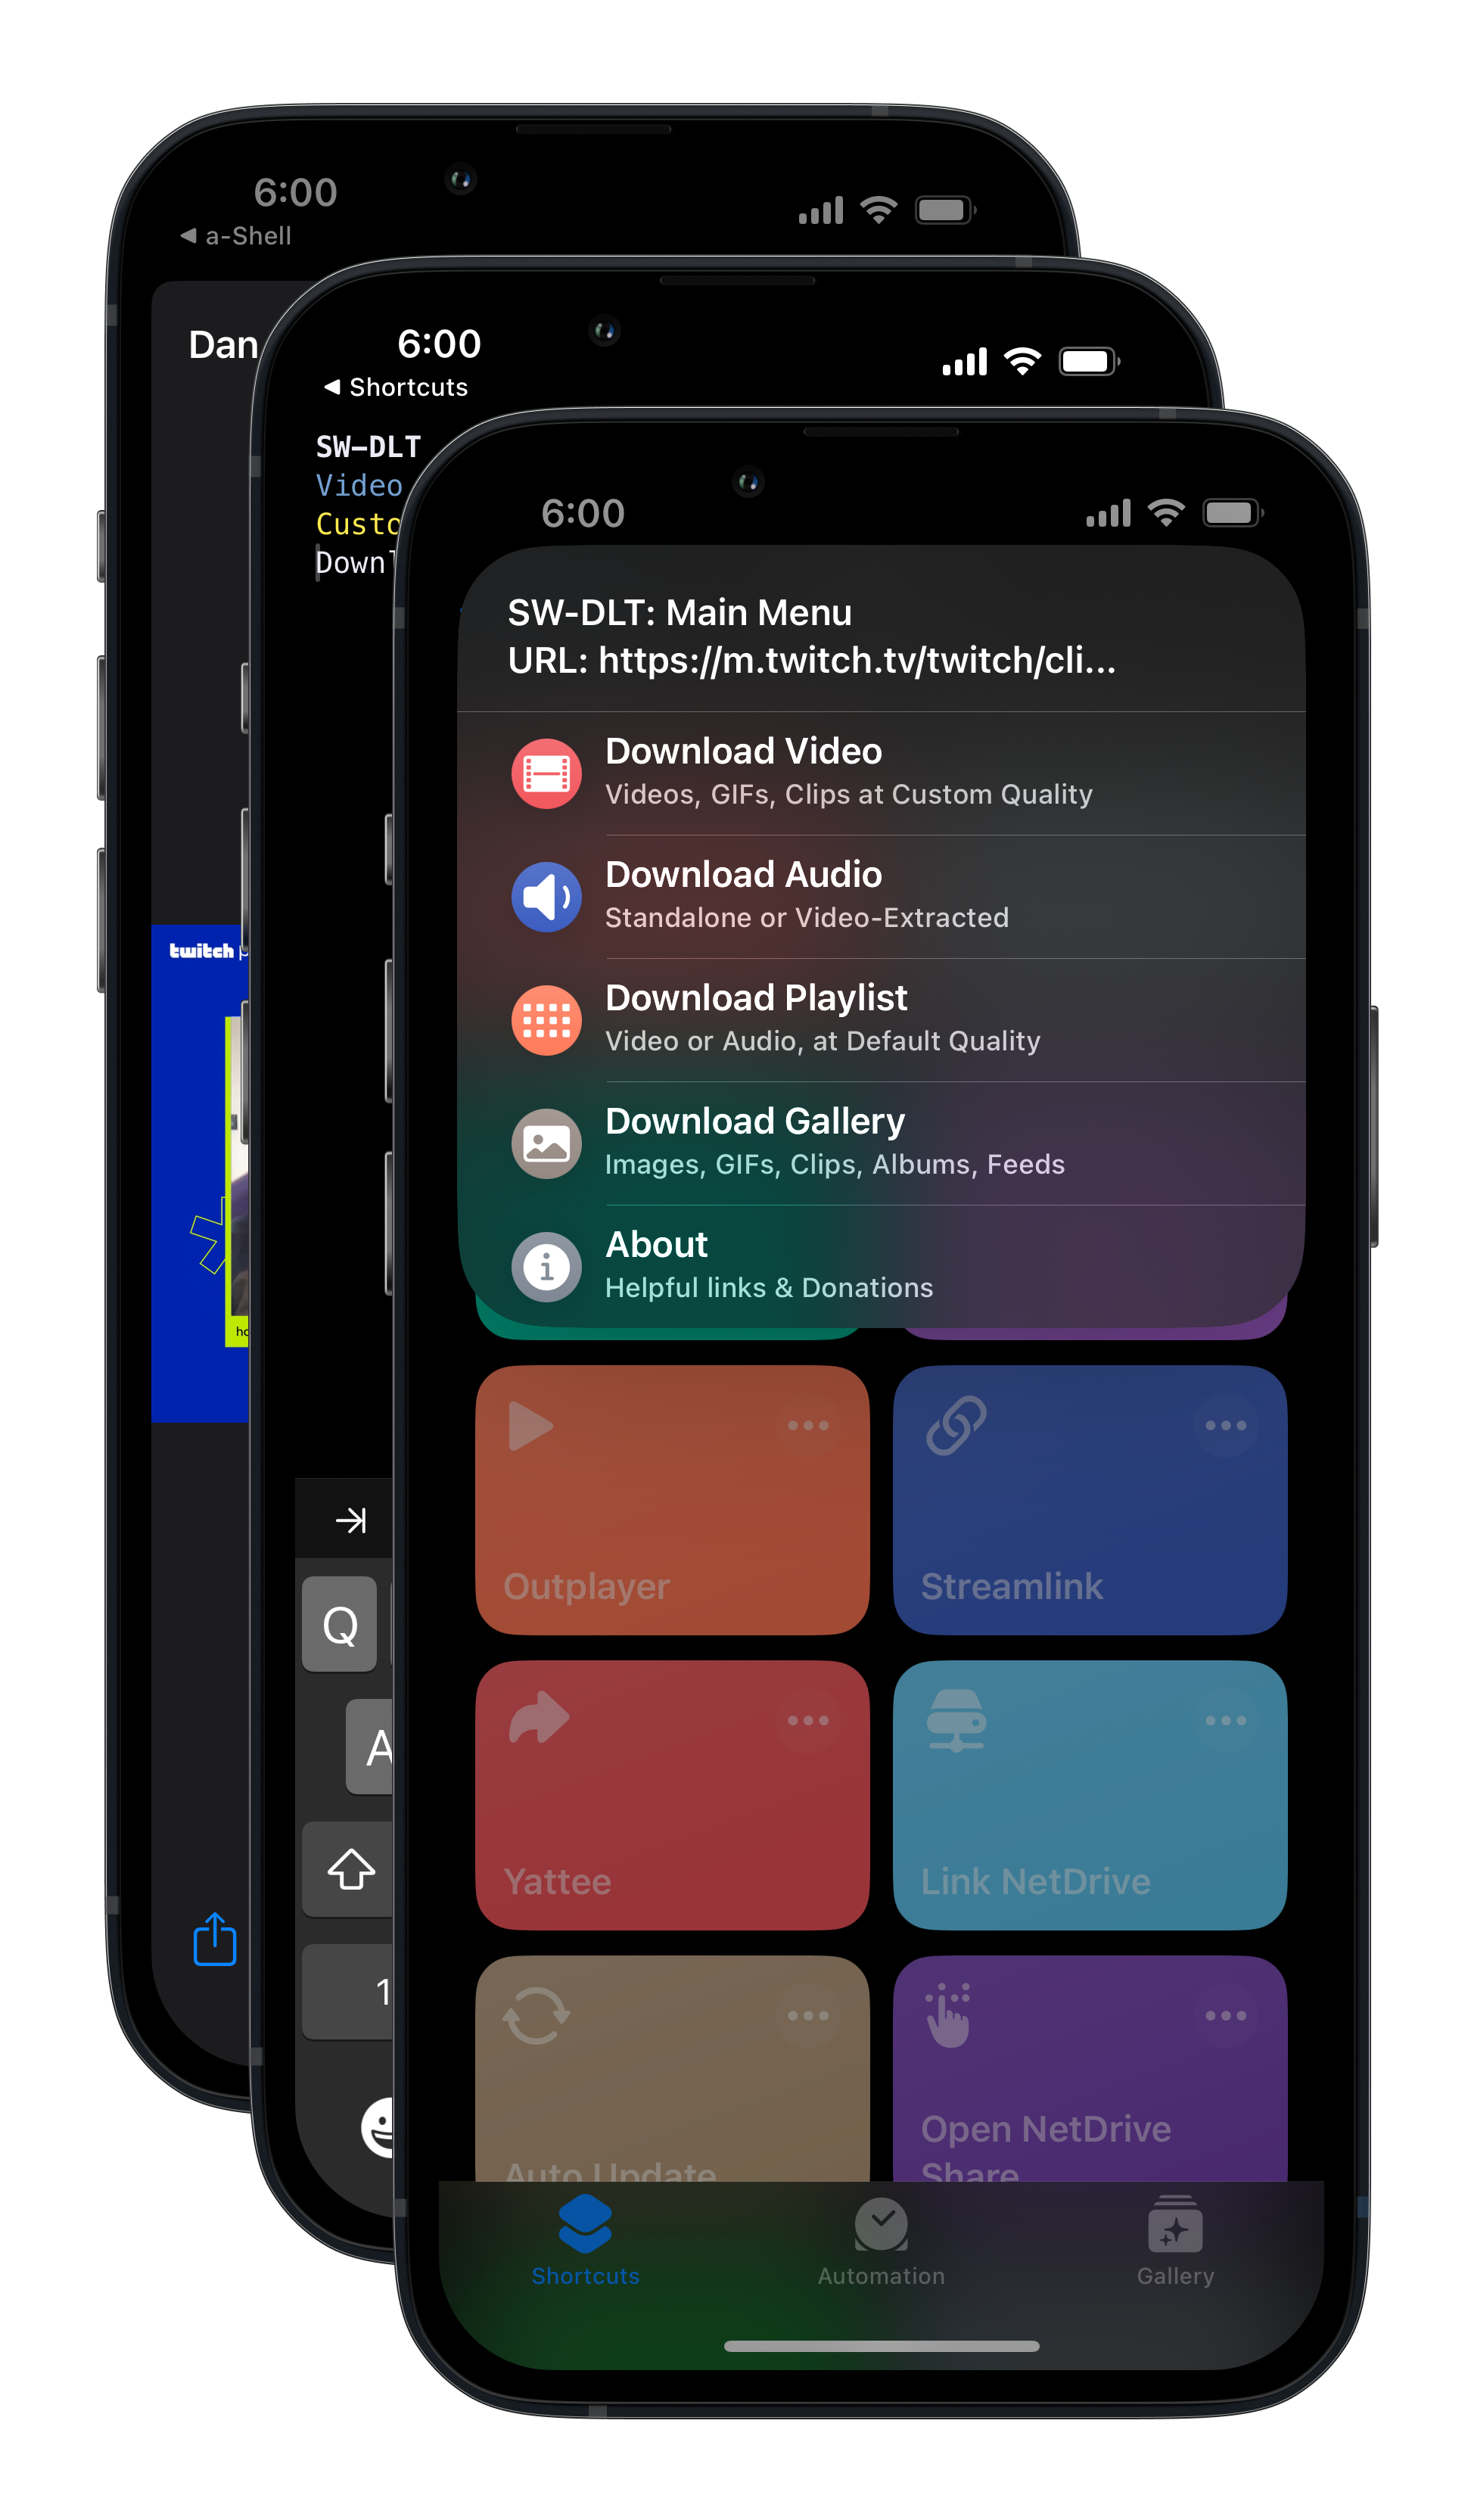 6:00
◀ a-Shell
Dan
twitch
6:00
◀ Shortcuts
SW-DLT
Video
6:00
SW-DLT: Main Menu
URL: https://m.twitch.tv/twitch/cli...
Download Video
Videos, GIFs, Clips at Custom Quality
Download Audio
Standalone or Video-Extracted
Download Playlist
Video or Audio, at Default Quality
Download Gallery
Images, GIFs, Clips, Albums, Feeds
About
Helpful links & Donations
Outplayer
Streamlink
Yattee
Link NetDrive
Auto Update
Open NetDrive
Share
Shortcuts
Automation
Gallery
Q
A
1